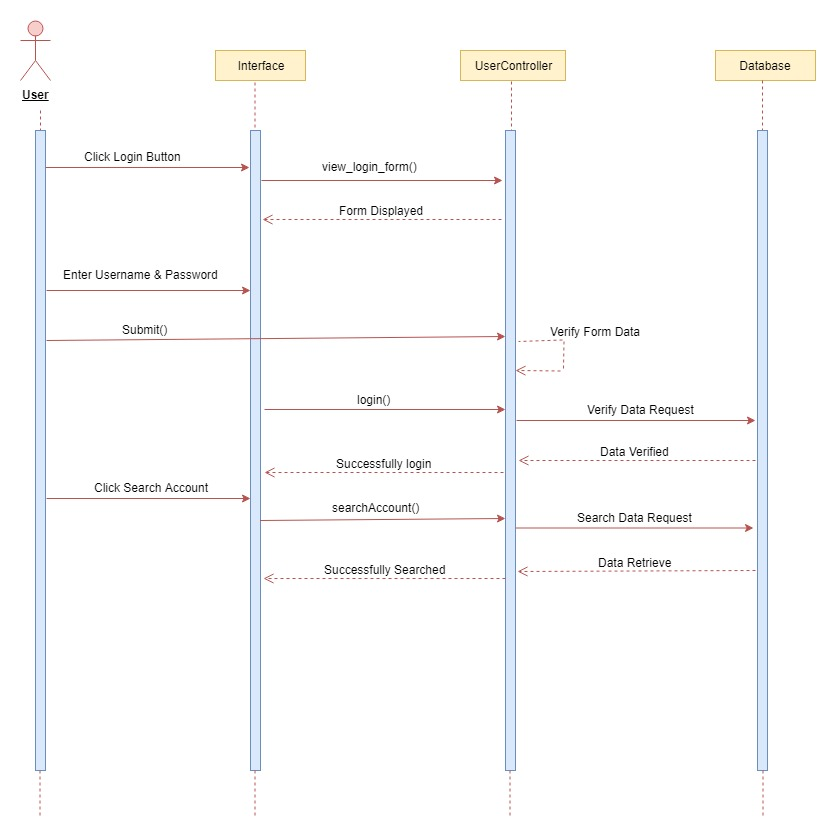 User
Interface
UserController
Database
Click Login Button
view_login_form()
Form Displayed
Enter Username & Password
Submit()
Verify Form Data
login()
Verify Data Request
Data Verified
Successfully login
Click Search Account
searchAccount()
Search Data Request
Data Retrieve
Successfully Searched